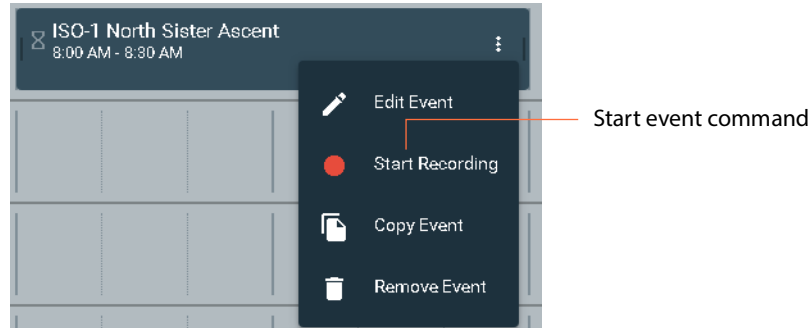 ISO-1 North Sister Ascent
8:00 AM - 8:30 AM
Edit Event
Start event command
Start Recording
Copy Event
Remove Event